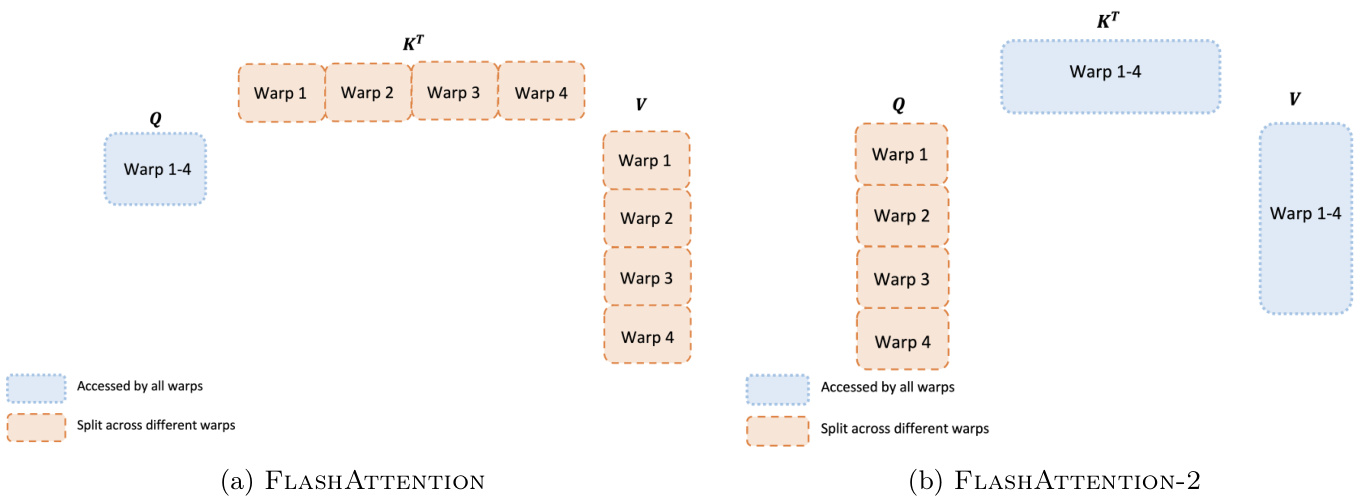 K^T
Warp 1 Warp 2 Warp 3 Warp 4
Q
Warp 1-4
V
Warp 1
Warp 2
Warp 3
Warp 4
Accessed by all warps
Split across different warps
(a) FLASHATTENTION
K^T
Warp 1-4
Q
Warp 1
Warp 2
Warp 3
Warp 4
V
Warp 1-4
Accessed by all warps
Split across different warps
(b) FLASHATTENTION-2